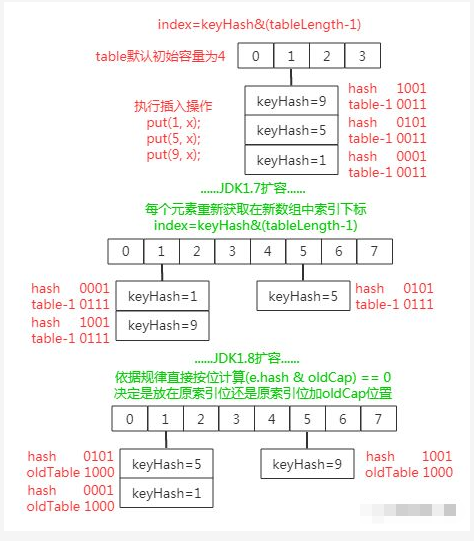 index=keyHash&(tableLength-1)
table默认初始容量为4
0 1 2 3
执行插入操作
put(1, x);
put(5, x);
put(9, x);
keyHash=9
hash 1001
table-1 0011
keyHash=5
hash 0101
table-1 0011
keyHash=1
hash 0001
table-1 0011
......JDK1.7扩容......
每个元素重新获取在新数组中索引下标
index=keyHash&(tableLength-1)
0 1 2 3 4 5 6 7
hash 0001
table-1 0111
keyHash=1
keyHash=5
hash 0101
table-1 0111
hash 1001
table-1 0111
keyHash=9
......JDK1.8扩容......
依据规律直接按位计算(e.hash & oldCap) == 0
决定是放在原索引位还是原索引位加oldCap位置
0 1 2 3 4 5 6 7
hash 0101
oldTable 1000
keyHash=5
keyHash=9
hash 1001
oldTable 1000
hash 0001
oldTable 1000
keyHash=1